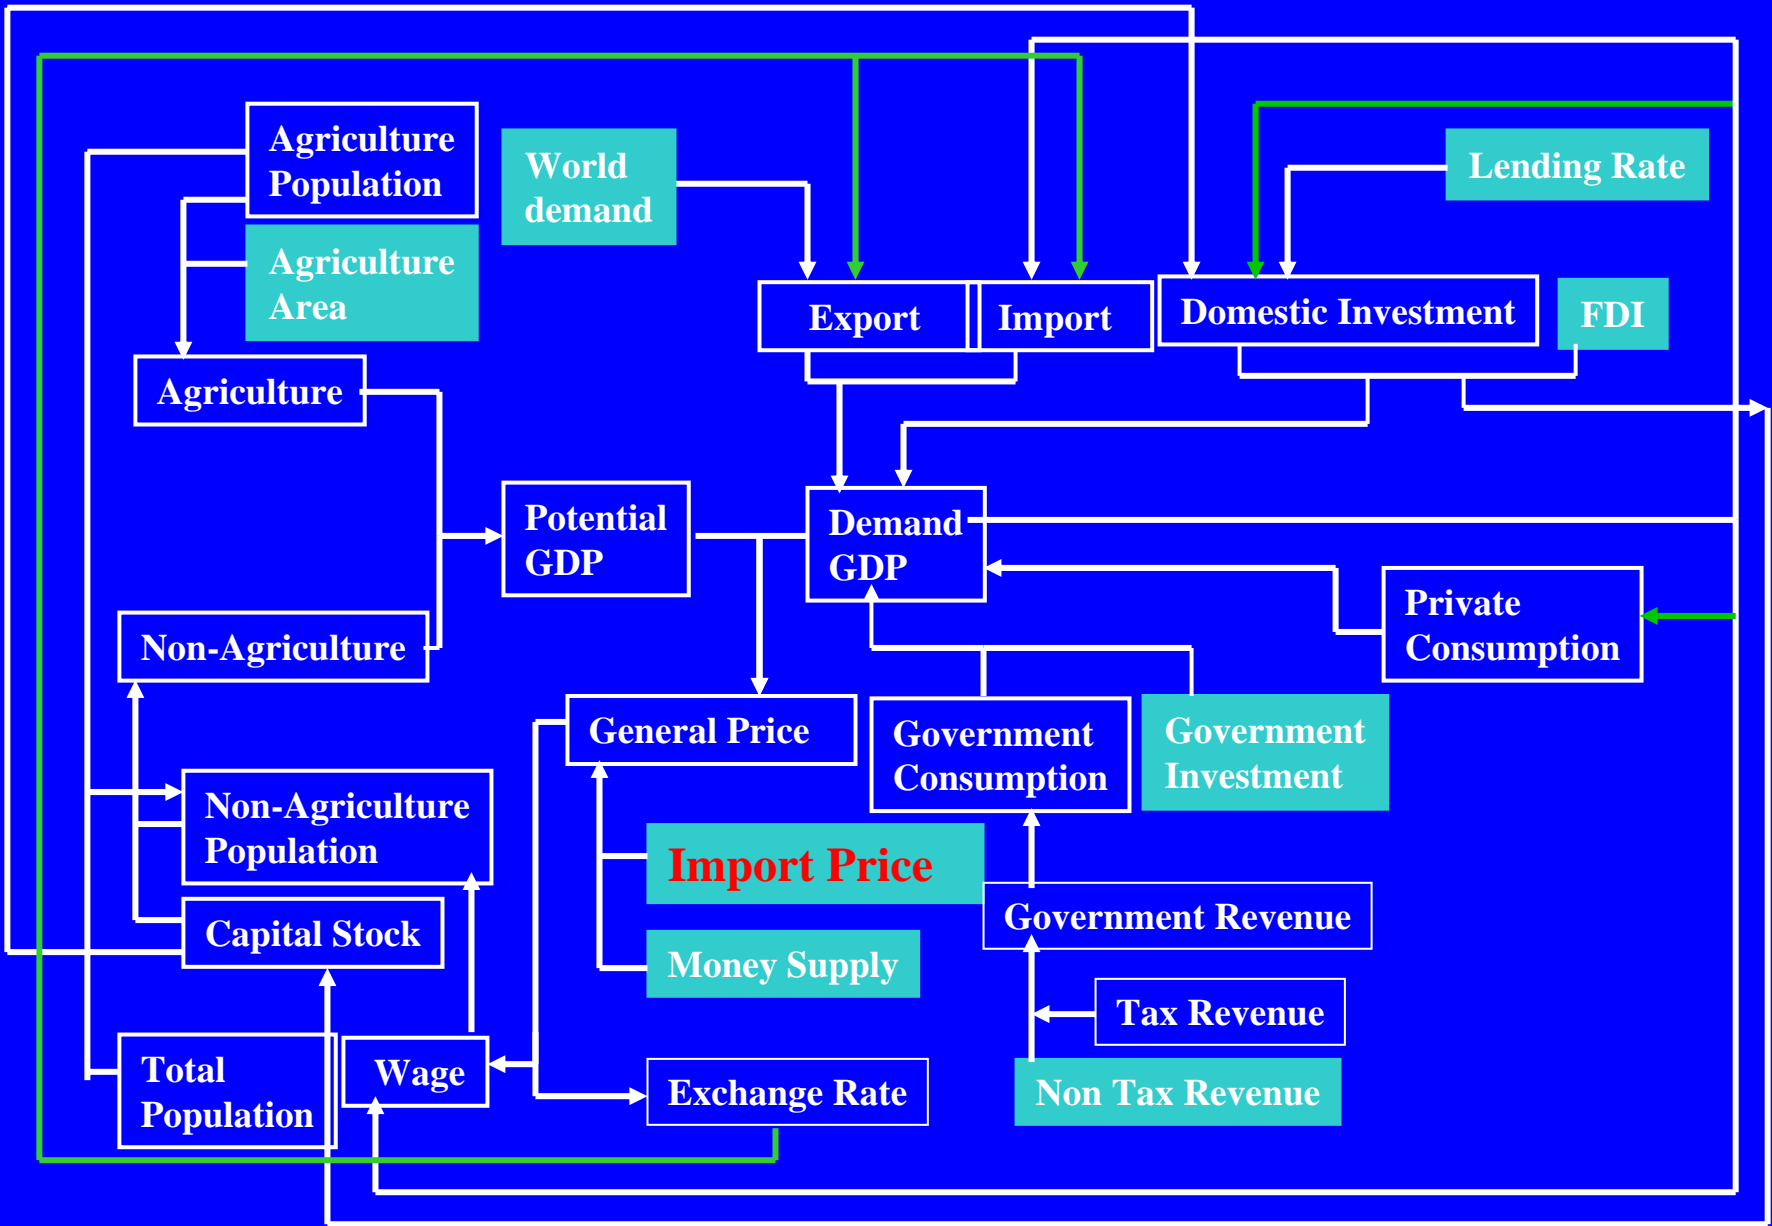 Agriculture
Population
World
demand
Lending Rate
Agriculture
Area
Export
Import
Domestic Investment
FDI
Agriculture
Potential
GDP
Demand
GDP
Private
Consumption
Non-Agriculture
General Price
Government
Consumption
Government
Investment
Non-Agriculture
Population
Import Price
Government Revenue
Capital Stock
Money Supply
Tax Revenue
Total
Population
Wage
Exchange Rate
Non Tax Revenue